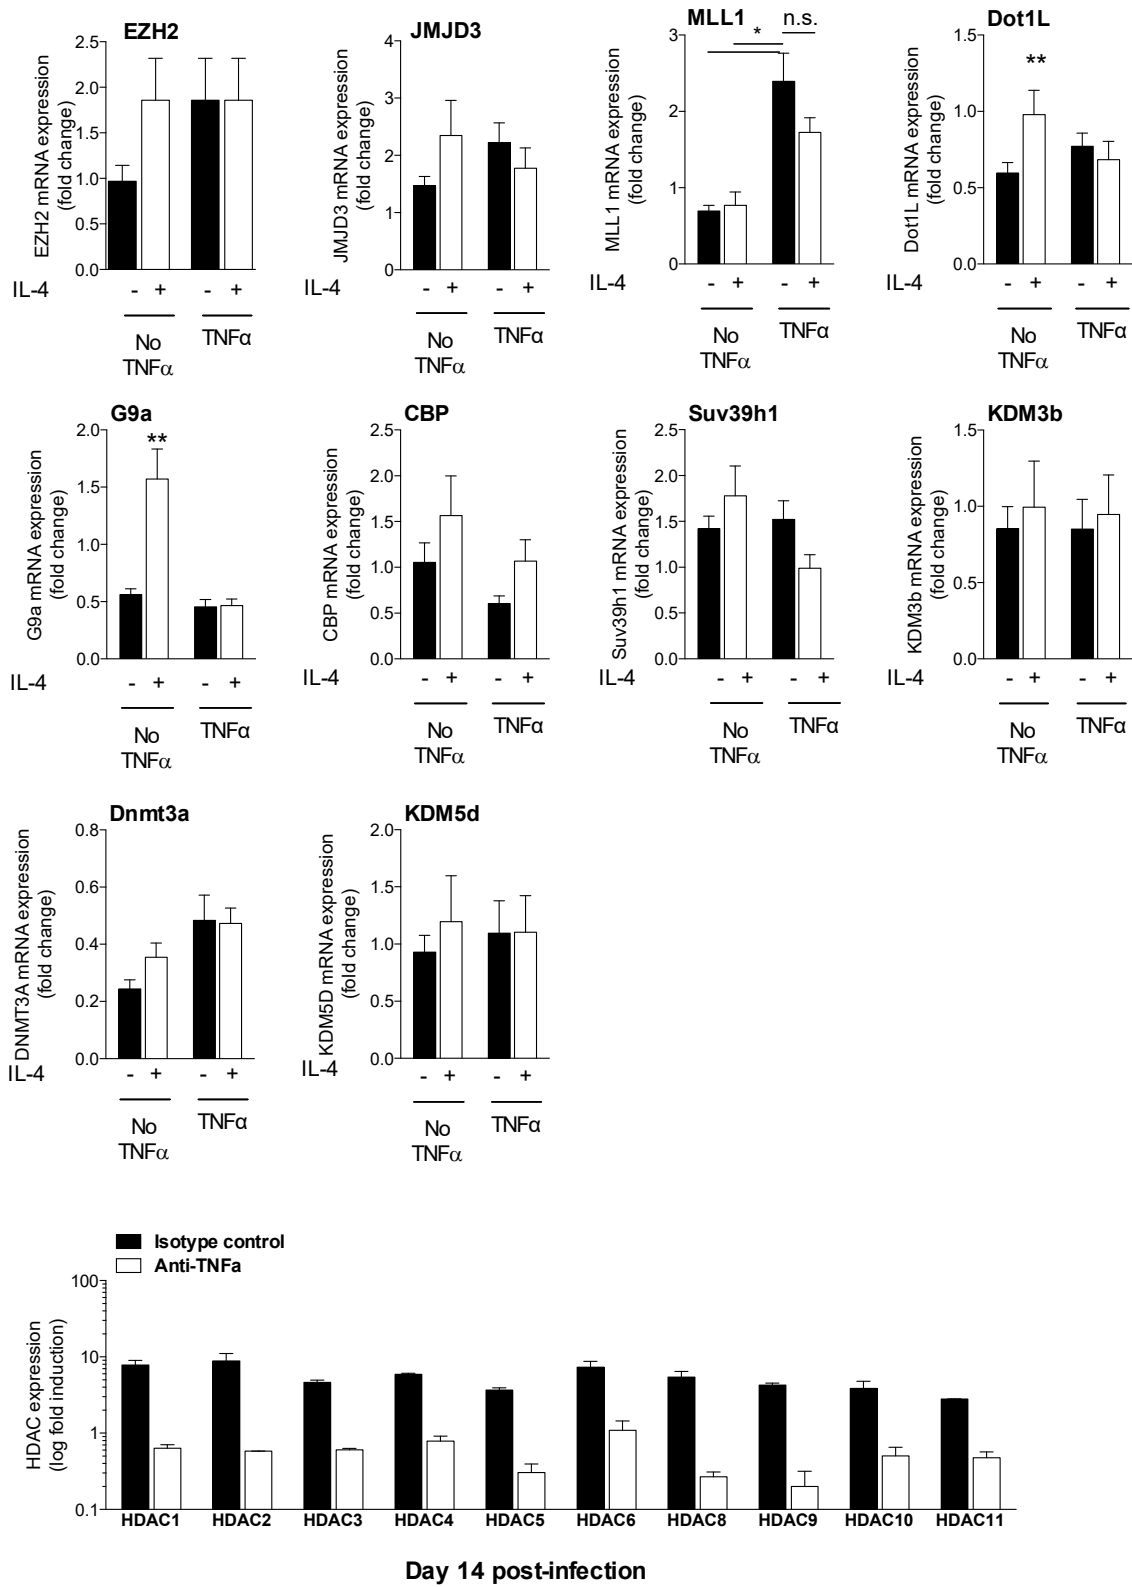 EZH2
EZH2 mRNA expression
(fold change)
2.5
2.0
1.5
1.0
0.5
0.0
IL-4
- + - +
No
TNFα
TNFα
JMJD3
JMJD3 mRNA expression
(fold change)
4
3
2
1
0
IL-4
- + - +
No
TNFα
TNFα
MLL1
MLL1 mRNA expression
(fold change)
3
2
1
0
*
n.s.
IL-4
- + - +
No
TNFα
TNFα
Dot1L
Dot1L mRNA expression
(fold change)
1.5
1.0
0.5
0.0
**
IL-4
- + - +
No
TNFα
TNFα
G9a
G9a mRNA expression
(fold change)
2.0
1.5
1.0
0.5
0.0
**
IL-4
- + - +
No
TNFα
TNFα
CBP
CBP mRNA expression
(fold change)
2.5
2.0
1.5
1.0
0.5
0.0
IL-4
- + - +
No
TNFα
TNFα
Suv39h1
Suv39h1 mRNA expression
(fold change)
2.5
2.0
1.5
1.0
0.5
0.0
IL-4
- + - +
No
TNFα
TNFα
KDM3b
KDM3b mRNA expression
(fold change)
1.5
1.0
0.5
0.0
IL-4
- + - +
No
TNFα
TNFα
Dnmt3a
DNMT3A mRNA expression
(fold change)
0.8
0.6
0.4
0.2
0.0
IL-4
- + - +
No
TNFα
TNFα
KDM5d
KDM5D mRNA expression
(fold change)
2.0
1.5
1.0
0.5
0.0
IL-4
- + - +
No
TNFα
TNFα
Isotype control
Anti-TNFa
HDAC expression
(log fold induction)
100
10
1
0.1
HDAC1 HDAC2 HDAC3 HDAC4 HDAC5 HDAC6 HDAC8 HDAC9 HDAC10 HDAC11
Day 14 post-infection